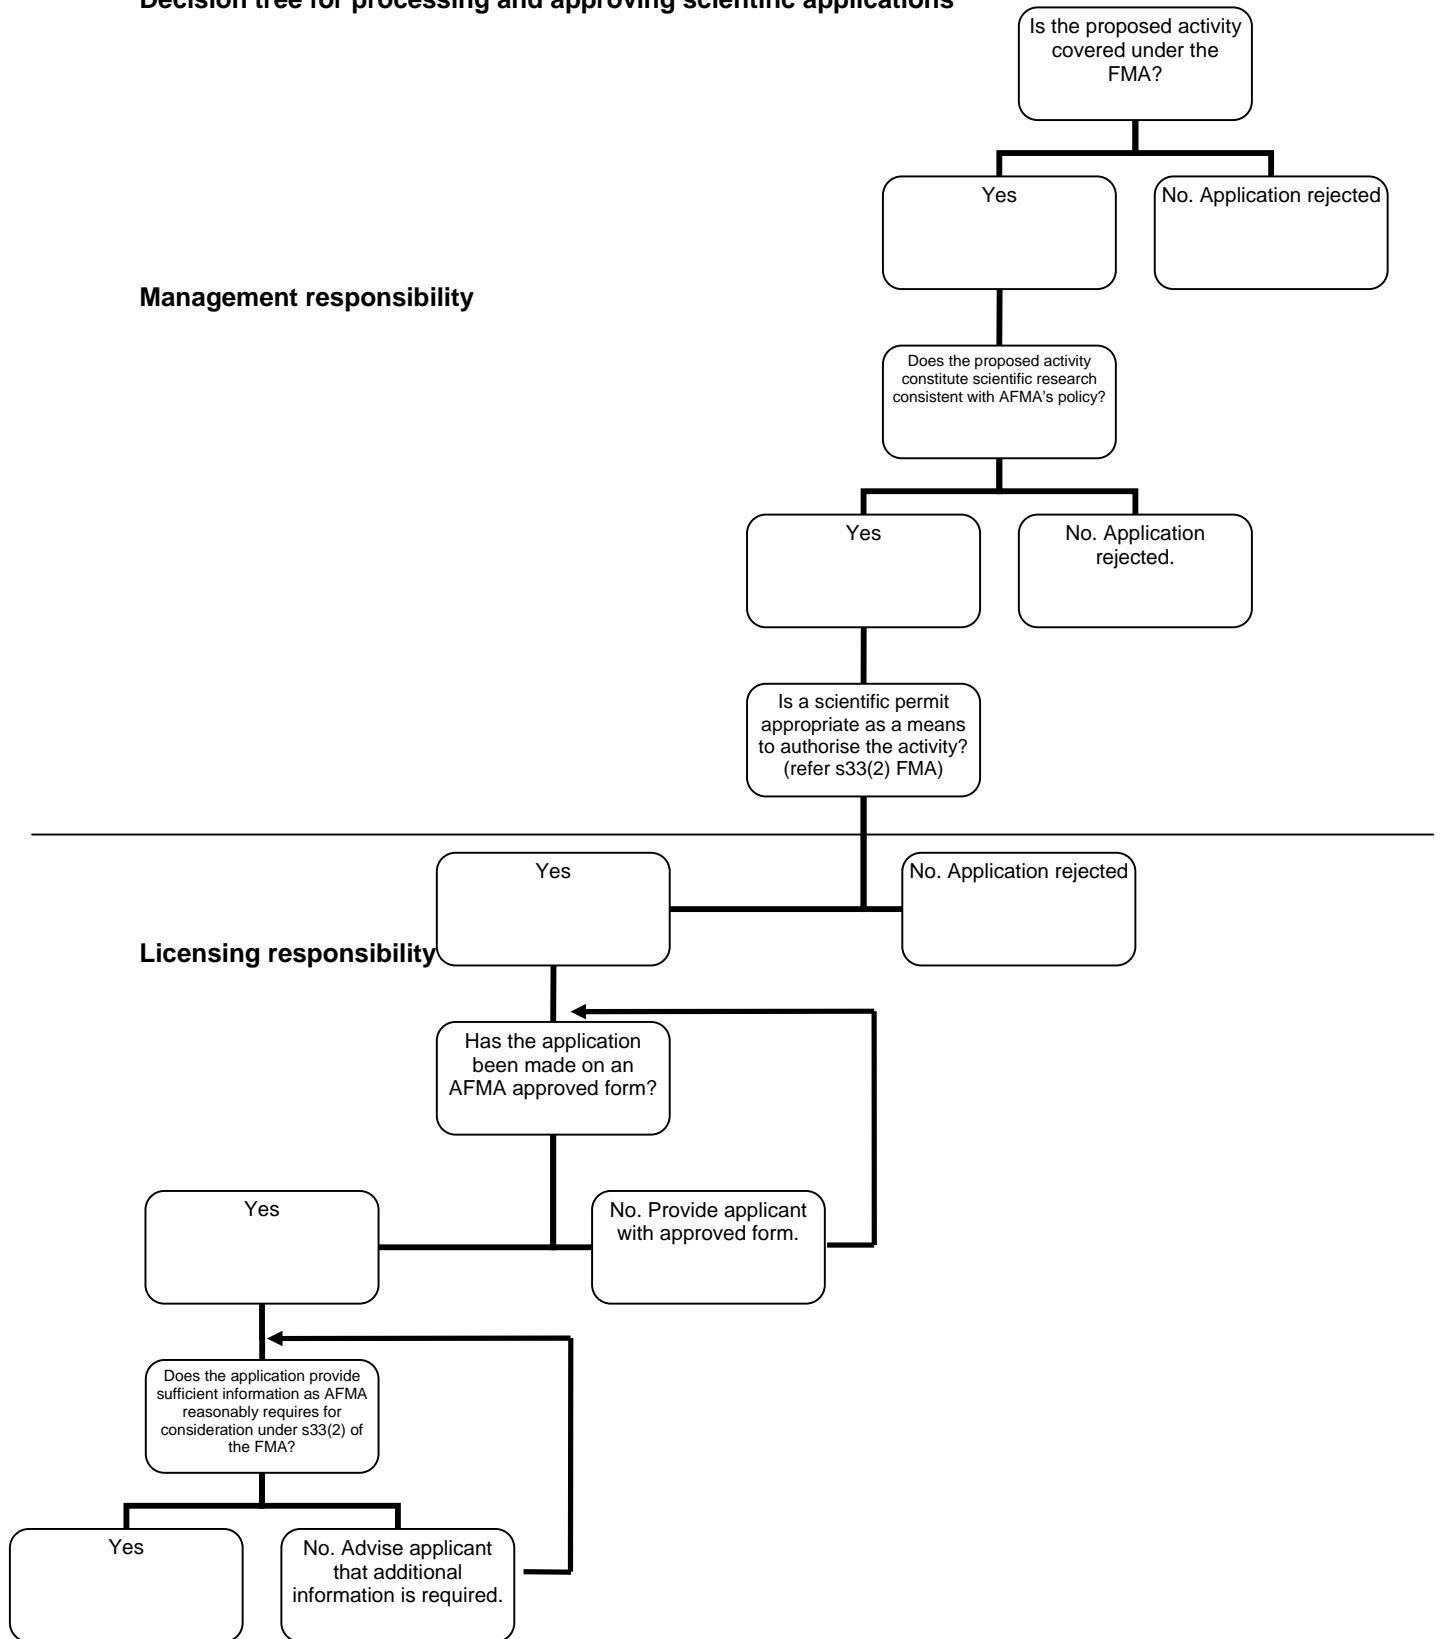 Decision tree for processing and approving scientific applications
Is the proposed activity
covered under the
FMA?
Yes
No. Application rejected
Management responsibility
Does the proposed activity
constitute scientific research
consistent with AFMA's policy?
Yes
No. Application
rejected.
Is a scientific permit
appropriate as a means
to authorise the activity?
(refer s33(2) FMA)
Yes
No. Application rejected
Licensing responsibility
Has the application
been made on an
AFMA approved form?
Yes
No. Provide applicant
with approved form.
Does the application provide
sufficient information as AFMA
reasonably requires for
consideration under s33(2) of
the FMA?
Yes
No. Advise applicant
that additional
information is required.